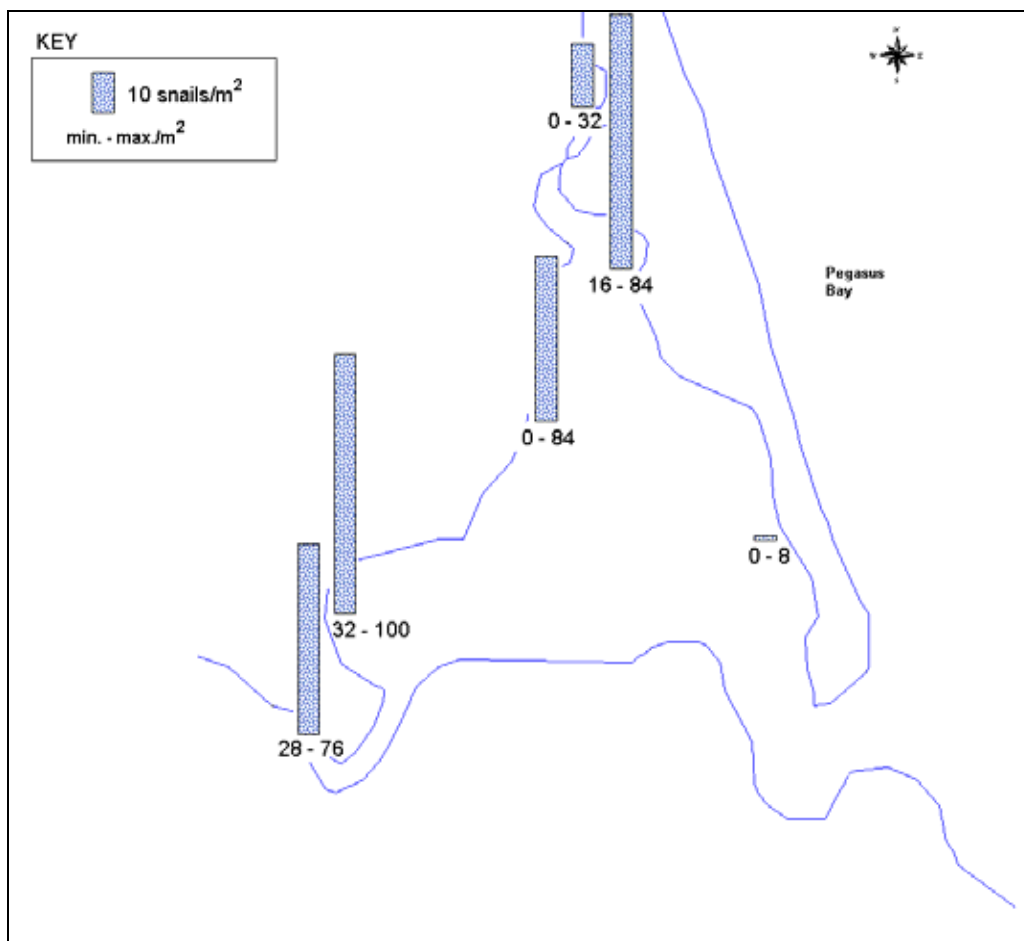 KEY
10 snails/m²
min. - max./m²
N
W E
S
0 - 32
16 - 84
Pegasus
Bay
0 - 84
0 - 8
32 - 100
28 - 76